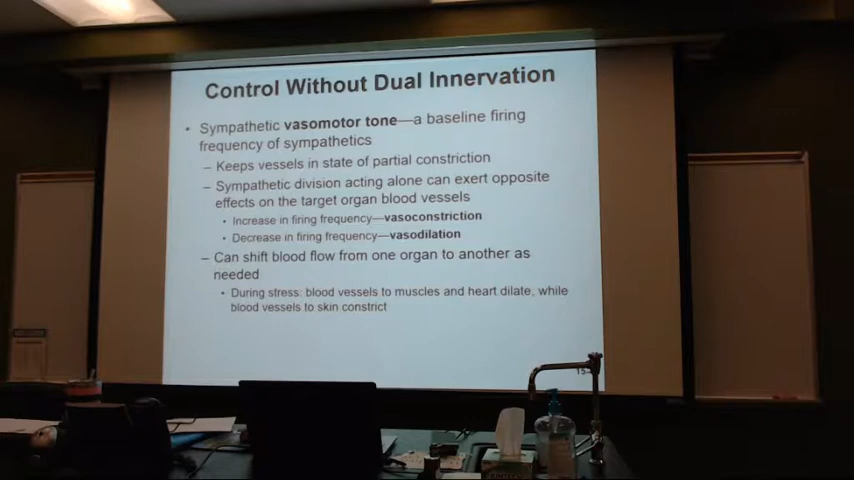 Control Without Dual Innervation
• Sympathetic vasomotor tone—a baseline firing
frequency of sympathetics
– Keeps vessels in state of partial constriction
– Sympathetic division acting alone can exert opposite
effects on the target organ blood vessels
• Increase in firing frequency—vasoconstriction
• Decrease in firing frequency—vasodilation
– Can shift blood flow from one organ to another as
needed
• During stress: blood vessels to muscles and heart dilate, while
blood vessels to skin constrict